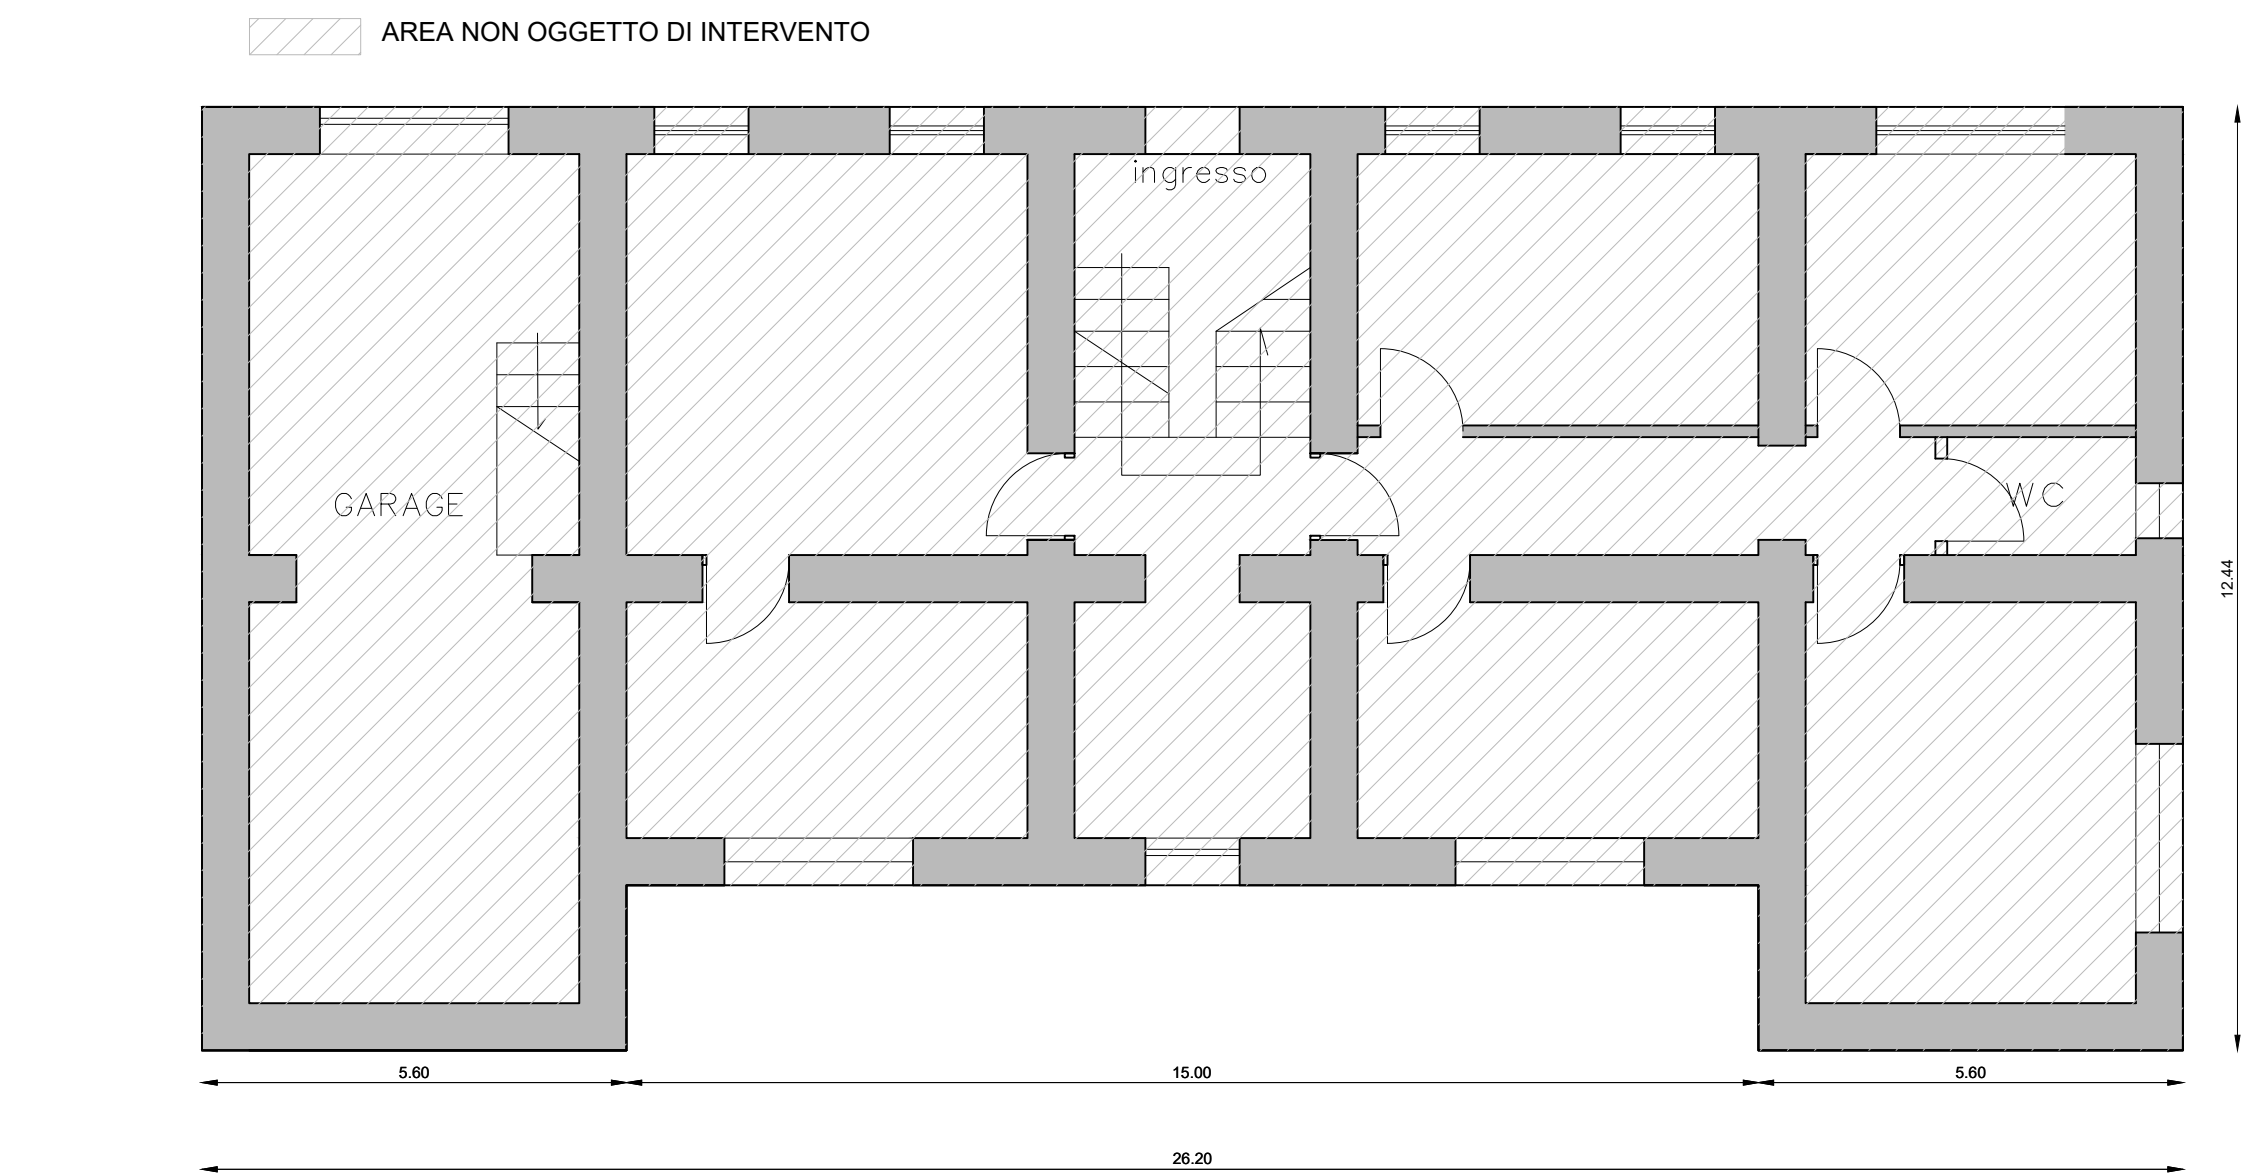 AREA NON OGGETTO DI INTERVENTO
ingresso
GARAGE
WC
12.44
5.60
15.00
5.60
26.20